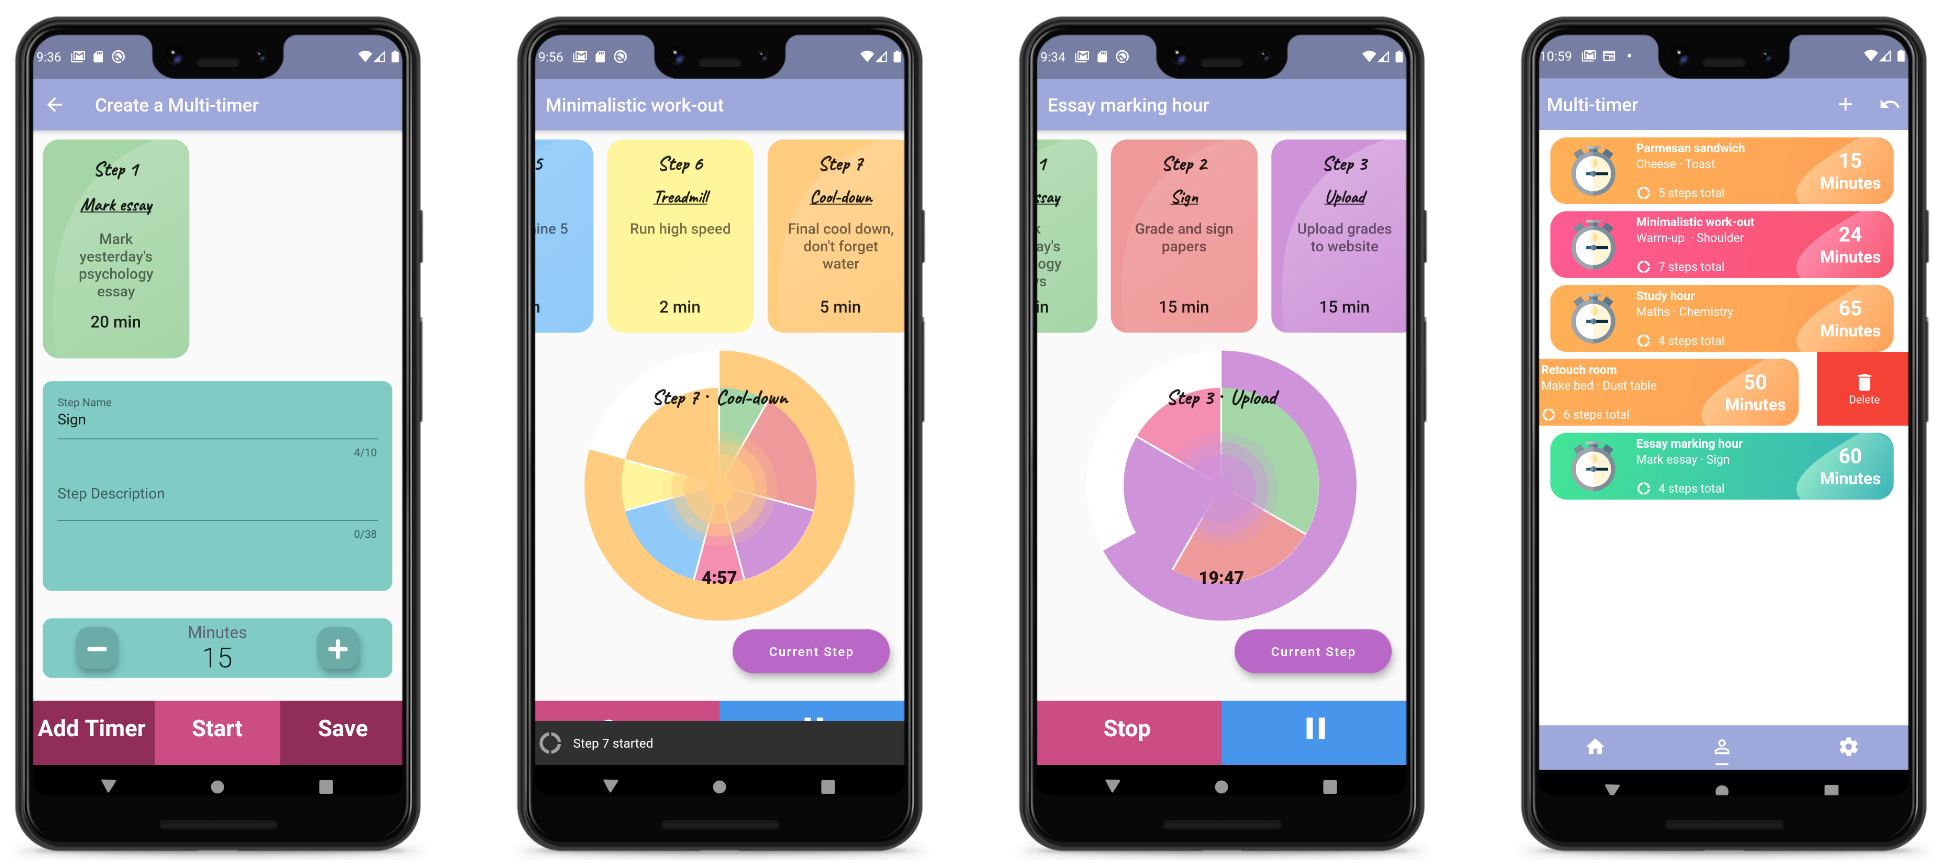 9:36
Create a Multi-timer
Step 1
Mark essay
Mark
yesterday's
psychology
essay
20 min
Step Name
Sign
4/10
Step Description
0/38
Minutes
15
Add Timer
Start
Save
9:56
Minimalistic work-out
5
ine 5
Step 6
Treadmill
Run high speed
2 min
Step 7
Cool-down
Final cool down,
don't forget
water
5 min
Step 7 · Cool-down
4:57
Current Step
Step 7 started
9:34
Essay marking hour
1
ssay
k
ay's
ogy
/s
in
Step 2
Sign
Grade and sign
papers
15 min
Step 3
Upload
Upload grades
to website
15 min
Step 3 · Upload
19:47
Current Step
Stop
10:59
Multi-timer
Parmesan sandwich
Cheese · Toast
5 steps total
15
Minutes
Minimalistic work-out
Warm-up · Shoulder
7 steps total
24
Minutes
Study hour
Maths · Chemistry
4 steps total
65
Minutes
Retouch room
Make bed · Dust table
6 steps total
50
Minutes
Delete
Essay marking hour
Mark essay · Sign
4 steps total
60
Minutes